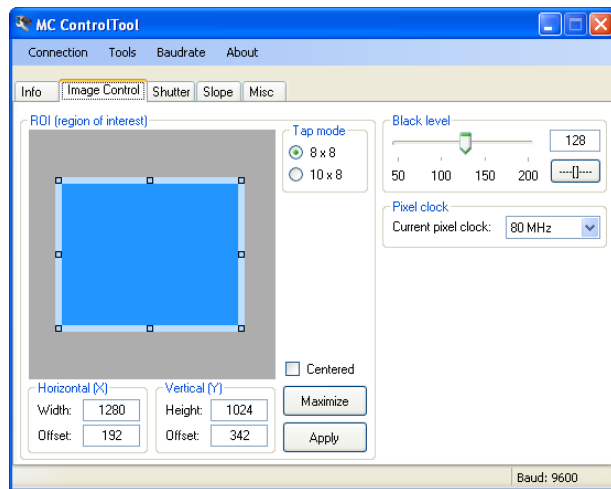 MC ControlTool
Connection Tools Baudrate About
Info Image Control Shutter Slope Misc
ROI (region of interest)
Tap mode
8 x 8
10 x 8
Centered
Horizontal (X)
Width: 1280
Offset: 192
Vertical (Y)
Height: 1024
Offset: 342
Maximize
Apply
Black level
128
50 100 150 200
----[]----
Pixel clock
Current pixel clock: 80 MHz
Baud: 9600